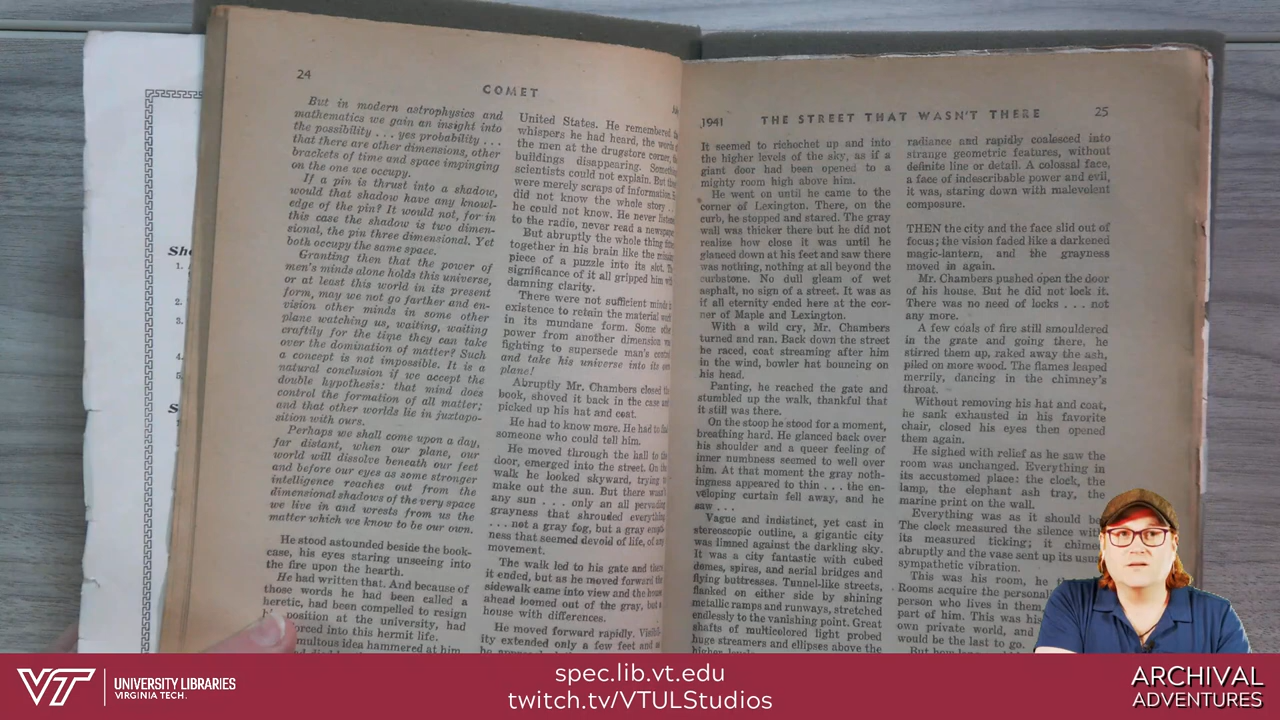 24
COMET
But in modern astrophysics and
mathematics we gain an insight into
the possibility . . . yes probability . . .
that there are other dimensions, other
brackets of time and space impinging
on the one we occupy.
If a pin is thrust into a shadow,
would that shadow have any knowl-
edge of the pin? It would not, for in
this case the shadow is two dimen-
sional, the pin three dimensional. Yet
both occupy the same space.
Granting then that the power of
men's minds alone holds this universe,
or at least this world in its present
form, may we not go farther and en-
vision other minds in some other
plane watching us, waiting, waiting
craftily for the time they can take
over the domination of matter? Such
a concept is not impossible. It is a
natural conclusion if we accept the
double hypothesis: that mind does
control the formation of all matter;
and that other worlds lie in juxtapo-
sition with ours.
Perhaps we shall come upon a day,
far distant, when our plane, our
world will dissolve beneath our feet
and before our eyes as some stronger
intelligence reaches out from the
dimensional shadows of the very space
we live in and wrests from us the
matter which we know to be our own.
He stood astounded beside the book-
case, his eyes staring unseeing into
the fire upon the hearth.
He had written that. And because of
those words he had been called a
heretic, had been compelled to resign
position at the university, had
forced into this hermit life.
idea hammered at him
United States. He remembered
whispers he had heard, the
the men at the drugstore corner,
buildings disappearing.
scientists could not explain. But
were merely scraps of information.
did not know the whole story . .
he could not know. He never
to the radio, never read a
But abruptly the whole thing
together in his brain like the
piece of a puzzle into its slot.
significance of it all gripped him
damning clarity.
There were not sufficient minds
existence to retain the material
in its mundane form. Some
power from another dimension
fighting to supersede man's
and take his universe into its
plane!
Abruptly Mr. Chambers closed
book, shoved it back in the case
picked up his hat and coat.
He had to know more. He had to
someone who could tell him.
He moved through the hall to
door, emerged into the street. On
walk he looked skyward, trying
make out the sun. But there
any sun . . . only an all
grayness that shrouded everything
. . . not a gray fog, but a gray
ness that seemed devoid of life, of
movement.
The walk led to his gate and
it ended, but as he moved forward
sidewalk came into view and the
ahead loomed out of the gray, but
house with differences.
He moved forward rapidly.
ity extended only a few feet and
1941
THE STREET THAT WASN'T THERE
25
It seemed to richochet up and into
the higher levels of the sky, as if a
giant door had been opened to a
mighty room high above him.
He went on until he came to the
corner of Lexington. There, on the
curb, he stopped and stared. The gray
wall was thicker there but he did not
realize how close it was until he
glanced down at his feet and saw there
was nothing, nothing at all beyond the
curbstone. No dull gleam of wet
asphalt, no sign of a street. It was as
if all eternity ended here at the cor-
ner of Maple and Lexington.
With a wild cry, Mr. Chambers
turned and ran. Back down the street
he raced, coat streaming after him
in the wind, bowler hat bouncing on
his head.
Panting, he reached the gate and
stumbled up the walk, thankful that
it still was there.
On the stoop he stood for a moment,
breathing hard. He glanced back over
his shoulder and a queer feeling of
inner numbness seemed to well over
him. At that moment the gray noth-
ingness appeared to thin . . . the en-
veloping curtain fell away, and he
saw . . .
Vague and indistinct, yet cast in
stereoscopic outline, a gigantic city
was limned against the darkling sky.
It was a city fantastic with cubed
domes, spires, and aerial bridges and
flying buttresses. Tunnel-like streets,
flanked on either side by shining
metallic ramps and runways, stretched
endlessly to the vanishing point. Great
shafts of multicolored light probed
huge streamers and ellipses above the
higher levels.
radiance and rapidly coalesced into
strange geometric features, without
definite line or detail. A colossal face,
a face of indescribable power and evil,
it was, staring down with malevolent
composure.
THEN the city and the face slid out of
focus; the vision faded like a darkened
magic-lantern, and the grayness
moved in again.
Mr. Chambers pushed open the door
of his house. But he did not lock it.
There was no need of locks . . . not
any more.
A few coals of fire still smouldered
in the grate and going there, he
stirred them up, raked away the ash,
piled on more wood. The flames leaped
merrily, dancing in the chimney's
throat.
Without removing his hat and coat,
he sank exhausted in his favorite
chair, closed his eyes then opened
them again.
He sighed with relief as he saw the
room was unchanged. Everything in
its accustomed place: the clock, the
lamp, the elephant ash tray, the
marine print on the wall.
Everything was as it should be.
The clock measured the silence with
its measured ticking; it chimed
abruptly and the vase sent up its usual
sympathetic vibration.
This was his room, he
Rooms acquire the personality
person who lives in them,
part of him. This was his
own private world, and
would be the last to go.
1.
2.
3.
4.
5.
VT
UNIVERSITY LIBRARIES
VIRGINIA TECH.
spec.lib.vt.edu
twitch.tv/VTULStudios
ARCHIVAL
ADVENTURES